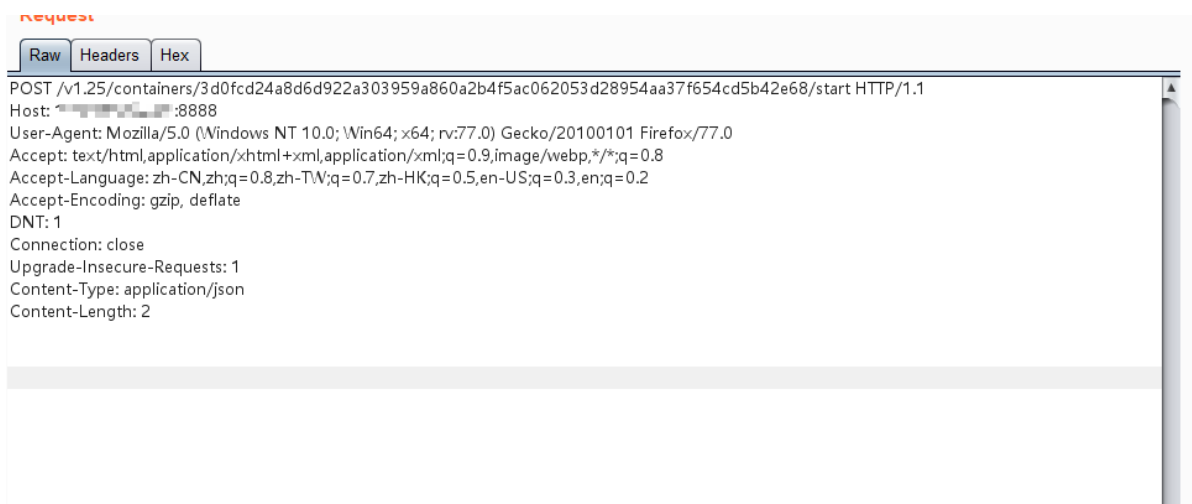 Request
Raw Headers Hex
POST /v1.25/containers/3d0fcd24a8d6d922a303959a860a2b4f5ac062053d28954aa37f654cd5b42e68/start HTTP/1.1
Host: :8888
User-Agent: Mozilla/5.0 (Windows NT 10.0; Win64; x64; rv:77.0) Gecko/20100101 Firefox/77.0
Accept: text/html,application/xhtml+xml,application/xml;q=0.9,image/webp,*/*;q=0.8
Accept-Language: zh-CN,zh;q=0.8,zh-TW;q=0.7,zh-HK;q=0.5,en-US;q=0.3,en;q=0.2
Accept-Encoding: gzip, deflate
DNT: 1
Connection: close
Upgrade-Insecure-Requests: 1
Content-Type: application/json
Content-Length: 2